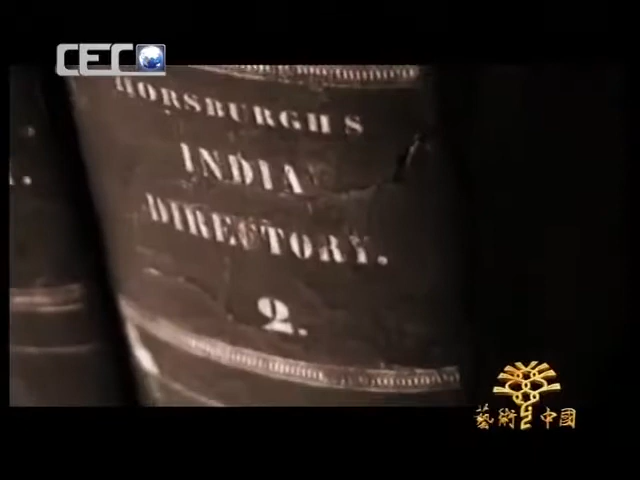 CEC
HORSBURGH S
INDIA
DIRECTORY.
2.
藝術中國